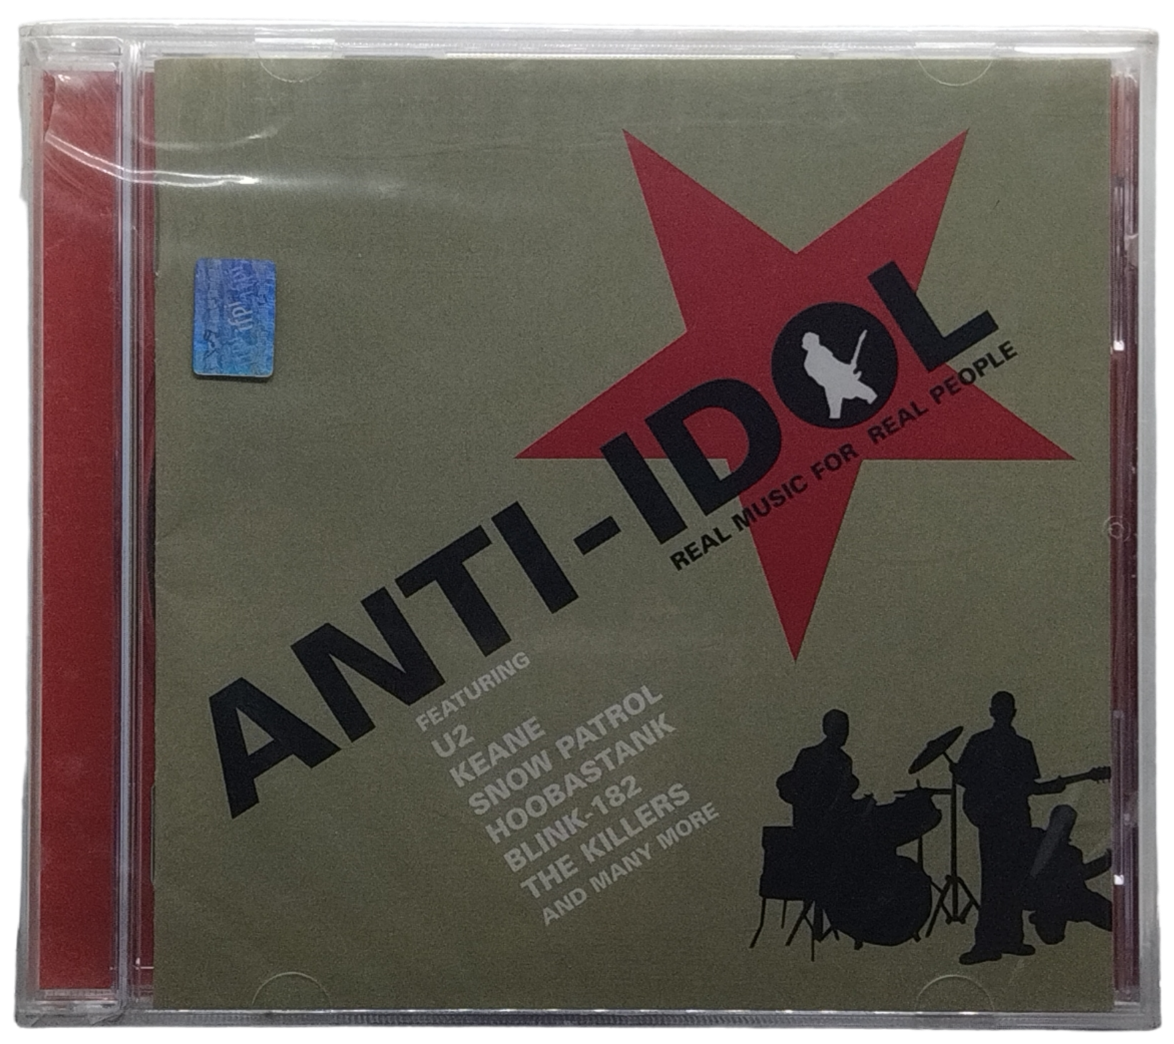 ANTI-IDOL
REAL MUSIC FOR REAL PEOPLE
FEATURING
U2
KEANE
SNOW PATROL
HOOBASTANK
BLINK-182
THE KILLERS
AND MANY MORE
ifpi